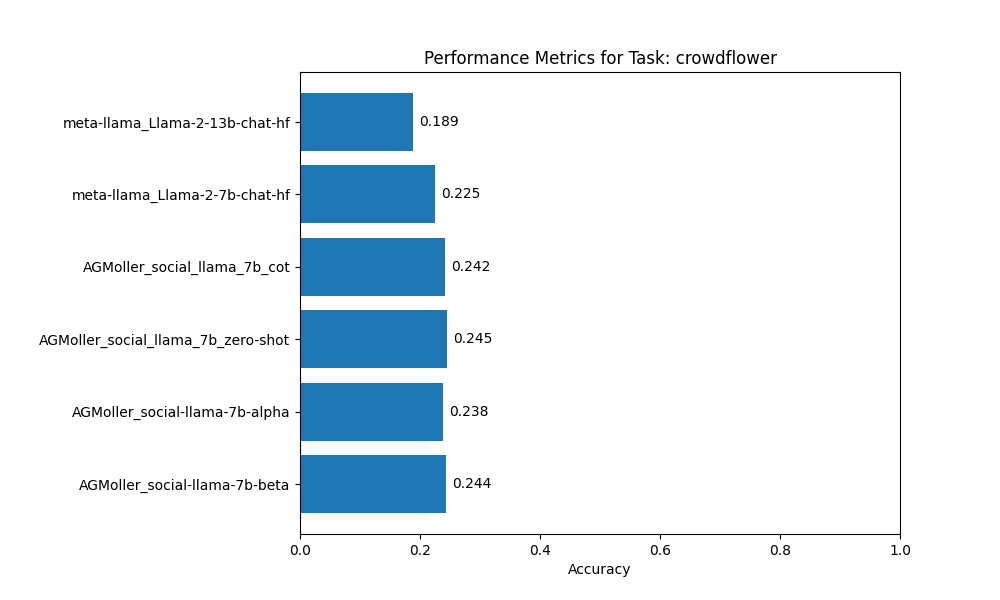 Performance Metrics for Task: crowdflower
meta-llama_Llama-2-13b-chat-hf 0.189
meta-llama_Llama-2-7b-chat-hf 0.225
AGMoller_social_llama_7b_cot 0.242
AGMoller_social_llama_7b_zero-shot 0.245
AGMoller_social-llama-7b-alpha 0.238
AGMoller_social-llama-7b-beta 0.244
0.0 0.2 0.4 0.6 0.8 1.0
Accuracy